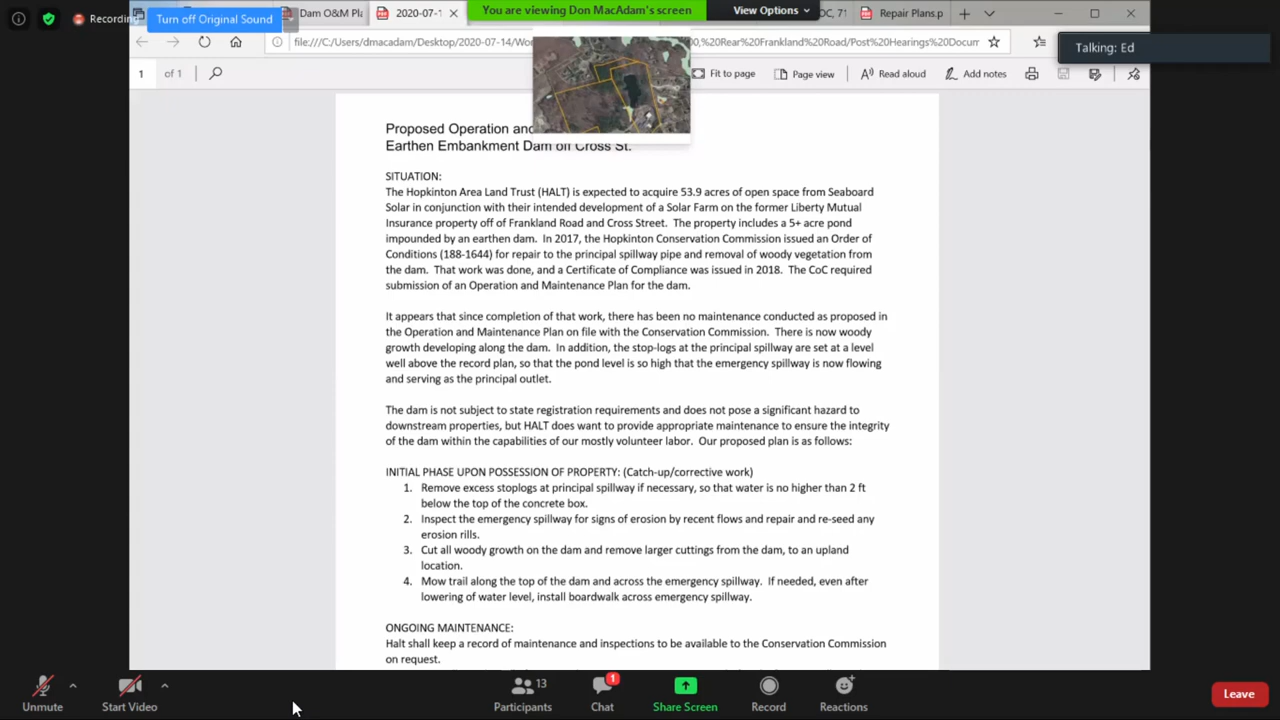 Recording
Turn off Original Sound
Dam O&M Pla
2020-07-1
You are viewing Don MacAdam's screen
View Options
OC, 71
Repair Plans.p
file:///C:/Users/dmacadam/Desktop/2020-07-14/Wor
00,%20Rear%20Frankland%20Road/Post%20Hearings%20Docum
Talking: Ed
1 of 1
Fit to page
Page view
Read aloud
Add notes
Proposed Operation and
Earthen Embankment Dam off Cross St.
SITUATION:
The Hopkinton Area Land Trust (HALT) is expected to acquire 53.9 acres of open space from Seaboard
Solar in conjunction with their intended development of a Solar Farm on the former Liberty Mutual
Insurance property off of Frankland Road and Cross Street. The property includes a 5+ acre pond
impounded by an earthen dam. In 2017, the Hopkinton Conservation Commission issued an Order of
Conditions (188-1644) for repair to the principal spillway pipe and removal of woody vegetation from
the dam. That work was done, and a Certificate of Compliance was issued in 2018. The CoC required
submission of an Operation and Maintenance Plan for the dam.
It appears that since completion of that work, there has been no maintenance conducted as proposed in
the Operation and Maintenance Plan on file with the Conservation Commission. There is now woody
growth developing along the dam. In addition, the stop-logs at the principal spillway are set at a level
well above the record plan, so that the pond level is so high that the emergency spillway is now flowing
and serving as the principal outlet.
The dam is not subject to state registration requirements and does not pose a significant hazard to
downstream properties, but HALT does want to provide appropriate maintenance to ensure the integrity
of the dam within the capabilities of our mostly volunteer labor. Our proposed plan is as follows:
INITIAL PHASE UPON POSSESSION OF PROPERTY: (Catch-up/corrective work)
1. Remove excess stoplogs at principal spillway if necessary, so that water is no higher than 2 ft
below the top of the concrete box.
2. Inspect the emergency spillway for signs of erosion by recent flows and repair and re-seed any
erosion rills.
3. Cut all woody growth on the dam and remove larger cuttings from the dam, to an upland
location.
4. Mow trail along the top of the dam and across the emergency spillway. If needed, even after
lowering of water level, install boardwalk across emergency spillway.
ONGOING MAINTENANCE:
Halt shall keep a record of maintenance and inspections to be available to the Conservation Commission
on request.
Unmute
Start Video
13
Participants
1
Chat
Share Screen
Record
Reactions
Leave